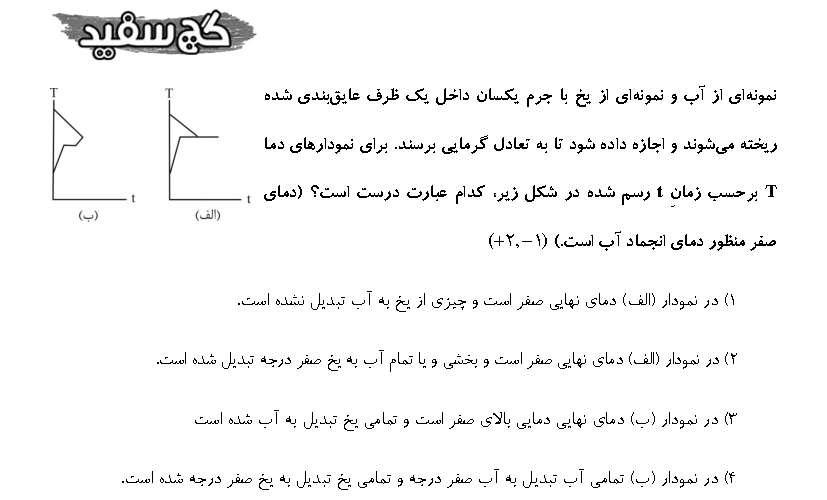 گچ سفید
نمونه‌ای از آب و نمونه‌ای از یخ با جرم یکسان داخل یک ظرف عایق‌بندی شده
ریخته می‌شوند و اجازه داده شود تا به تعادل گرمایی برسند. برای نمودارهای دما
T برحسب زمانِ t رسم شده در شکل زیر، کدام عبارت درست است؟ (دمای
صفر منظور دمای انجماد آب است.) (+۲,−۱)
T
t
(الف)
T
t
(ب)
۱) در نمودار (الف) دمای نهایی صفر است و چیزی از یخ به آب تبدیل نشده است.
۲) در نمودار (الف) دمای نهایی صفر است و بخشی و یا تمام آب به یخ صفر درجه تبدیل شده است.
۳) در نمودار (ب) دمای نهایی دمایی بالای صفر است و تمامی یخ تبدیل به آب شده است
۴) در نمودار (ب) تمامی آب تبدیل به آب صفر درجه و تمامی یخ تبدیل به یخ صفر درجه شده است.